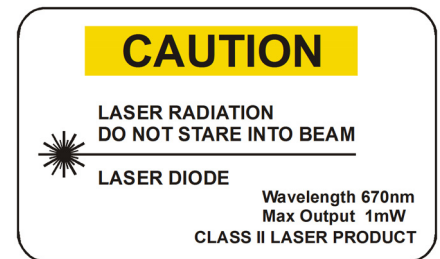 CAUTION
LASER RADIATION
DO NOT STARE INTO BEAM
LASER DIODE
Wavelength 670nm
Max Output 1mW
CLASS II LASER PRODUCT